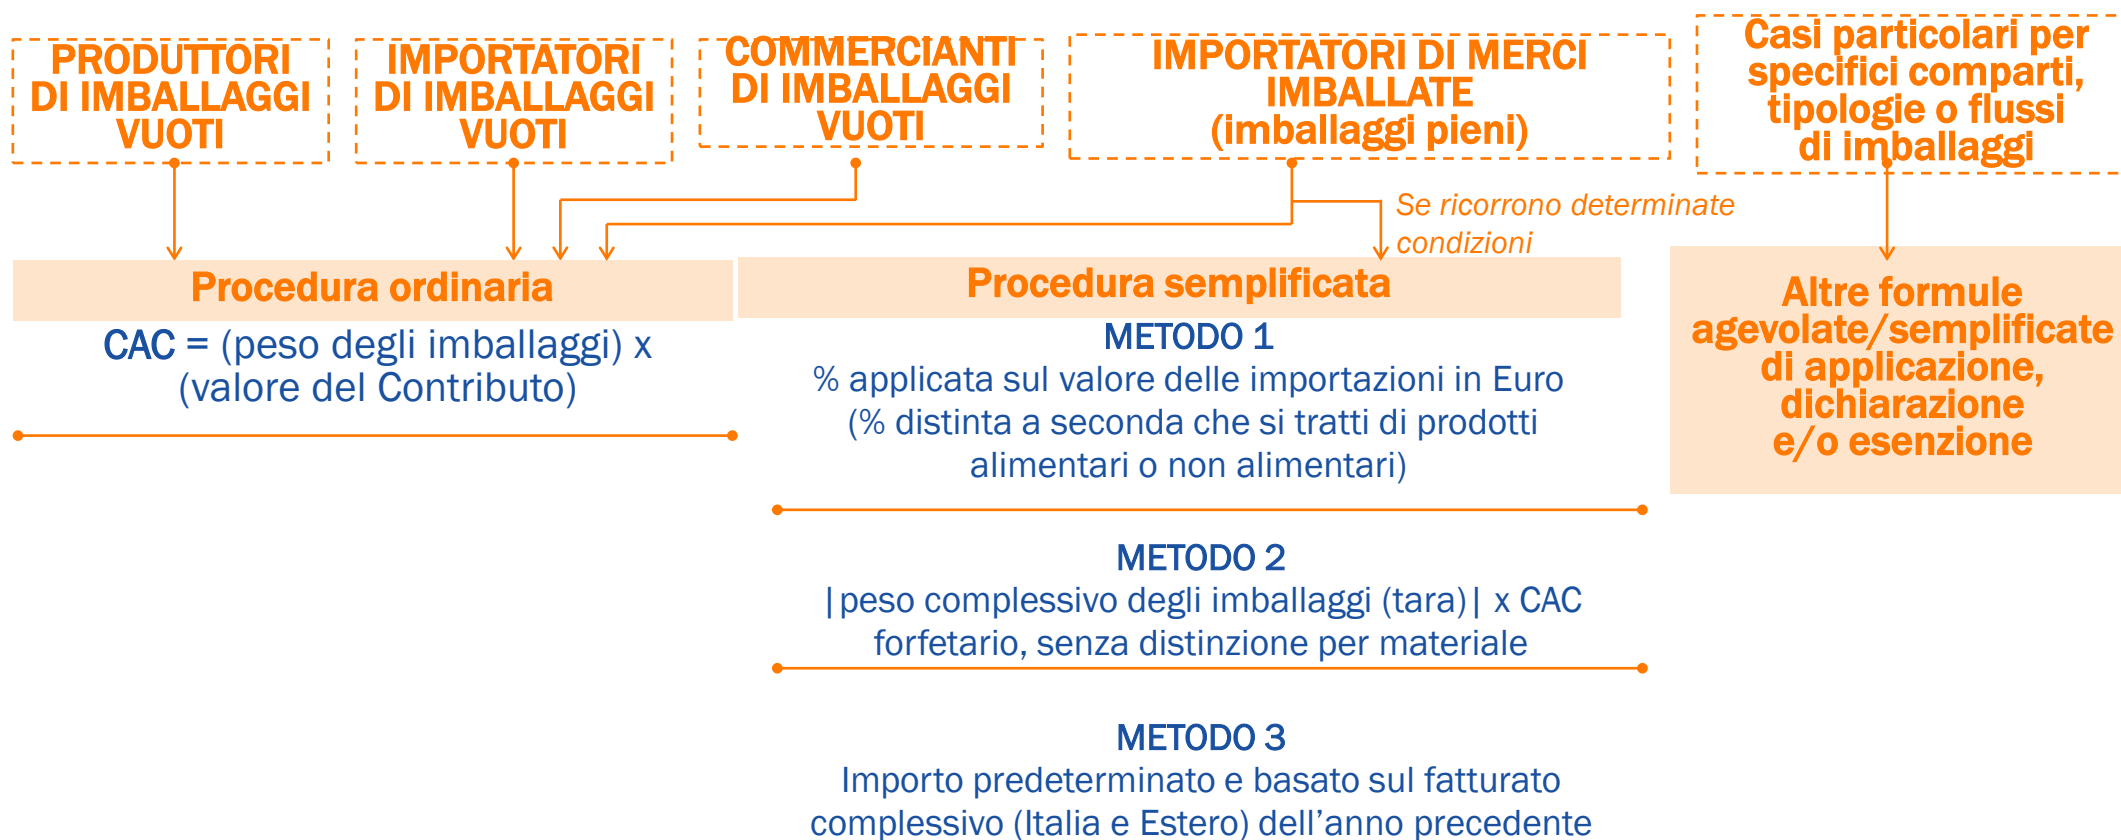 PRODUTTORI
DI IMBALLAGGI
VUOTI
IMPORTATORI
DI IMBALLAGGI
VUOTI
COMMERCIANTI
DI IMBALLAGGI
VUOTI
IMPORTATORI DI MERCI
IMBALLATE
(imballaggi pieni)
Casi particolari per
specifici comparti,
tipologie o flussi
di imballaggi
Se ricorrono determinate
condizioni
Procedura ordinaria
CAC = (peso degli imballaggi) x
(valore del Contributo)
Procedura semplificata
METODO 1
% applicata sul valore delle importazioni in Euro
(% distinta a seconda che si tratti di prodotti
alimentari o non alimentari)
METODO 2
|peso complessivo degli imballaggi (tara)| x CAC
forfetario, senza distinzione per materiale
METODO 3
Importo predeterminato e basato sul fatturato
complessivo (Italia e Estero) dell'anno precedente
Altre formule
agevolate/semplificate
di applicazione,
dichiarazione
e/o esenzione